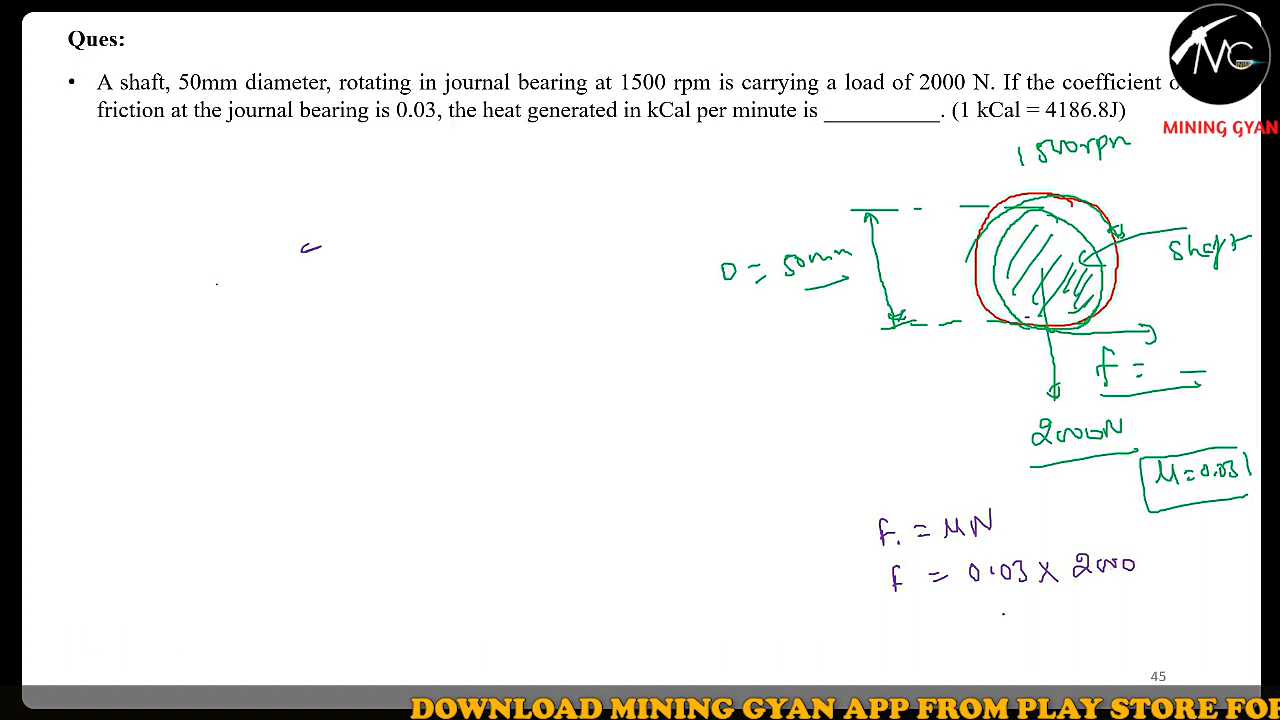 Ques:
• A shaft, 50mm diameter, rotating in journal bearing at 1500 rpm is carrying a load of 2000 N. If the coefficient
friction at the journal bearing is 0.03, the heat generated in kCal per minute is __________. (1 kCal = 4186.8J)
MG
MINING GYAN
1500rpm
shaft
D = 50mm
f =
2000N
μ = 0.03
F. = μN
F = 0.03 × 2000
45
DOWNLOAD MINING GYAN APP FROM PLAY STORE FO